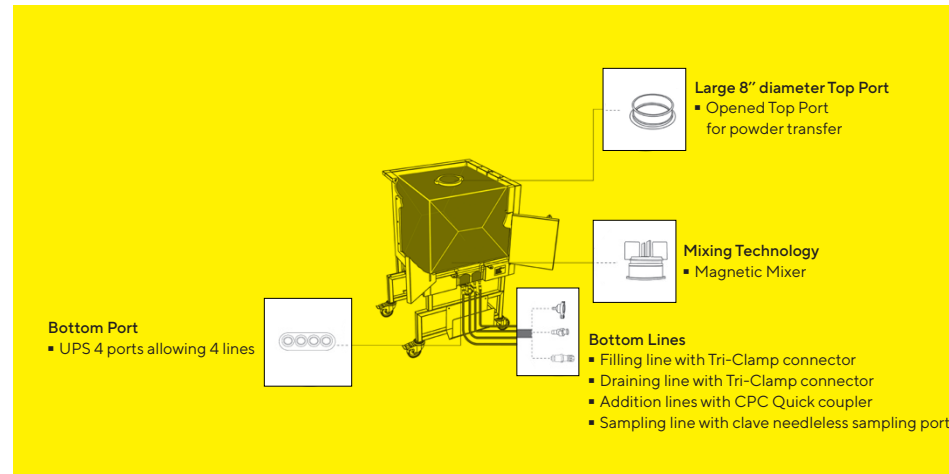 Large 8’’ diameter Top Port
▪ Opened Top Port
for powder transfer
Mixing Technology
▪ Magnetic Mixer
Bottom Port
▪ UPS 4 ports allowing 4 lines
Bottom Lines
▪ Filling line with Tri-Clamp connector
▪ Draining line with Tri-Clamp connector
▪ Addition lines with CPC Quick coupler
▪ Sampling line with clave needleless sampling port